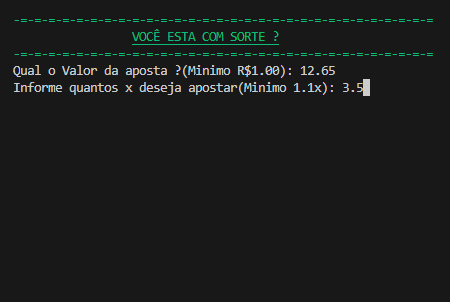 -=-=-=-=-=-=-=-=-=-=-=-=-=-=-=-=-=-=-=-=-=-=-=-=-=-=-=-=-=-=
VOCÊ ESTA COM SORTE ?
-=-=-=-=-=-=-=-=-=-=-=-=-=-=-=-=-=-=-=-=-=-=-=-=-=-=-=-=-=-=
Qual o Valor da aposta ?(Minimo R$1.00): 12.65
Informe quantos x deseja apostar(Minimo 1.1x): 3.5